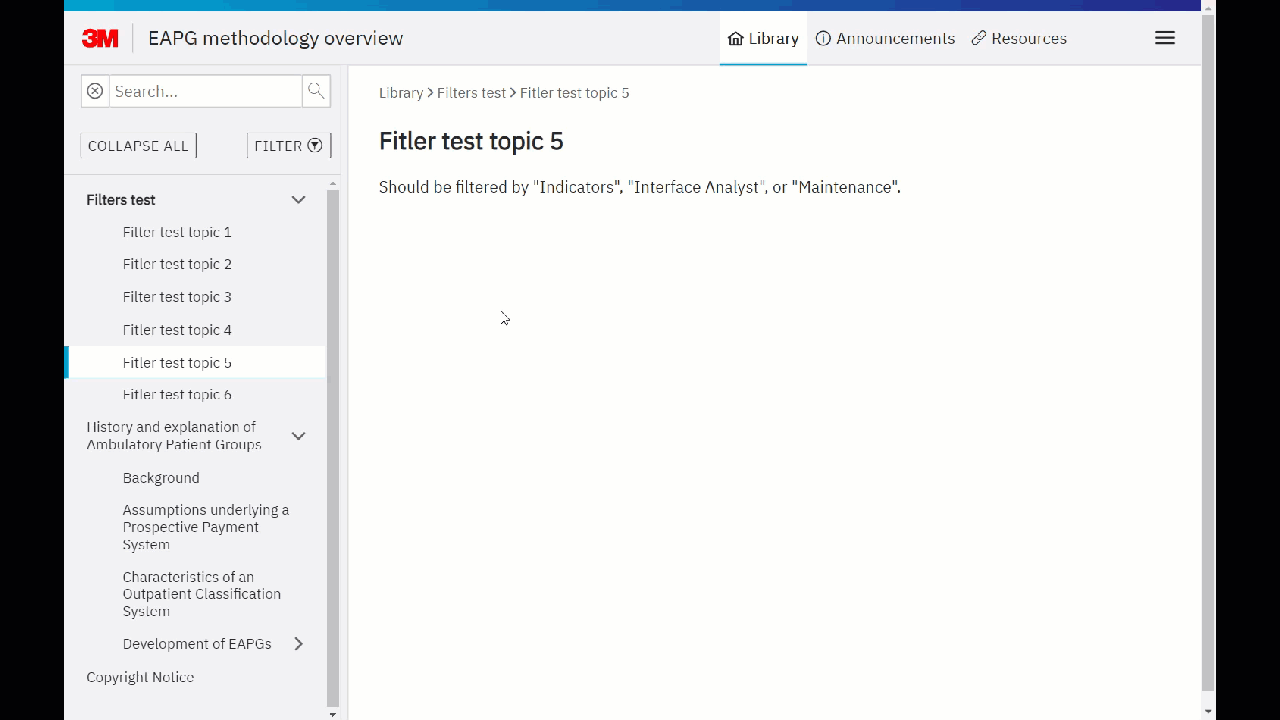 3M EAPG methodology overview Library Announcements Resources
Search...
COLLAPSE ALL FILTER
Filters test
Filter test topic 1
Fitler test topic 2
Filter test topic 3
Fitler test topic 4
Fitler test topic 5
Fitler test topic 6
History and explanation of
Ambulatory Patient Groups
Background
Assumptions underlying a
Prospective Payment
System
Characteristics of an
Outpatient Classification
System
Development of EAPGs
Copyright Notice
Library > Filters test > Fitler test topic 5
Fitler test topic 5
Should be filtered by "Indicators", "Interface Analyst", or "Maintenance".